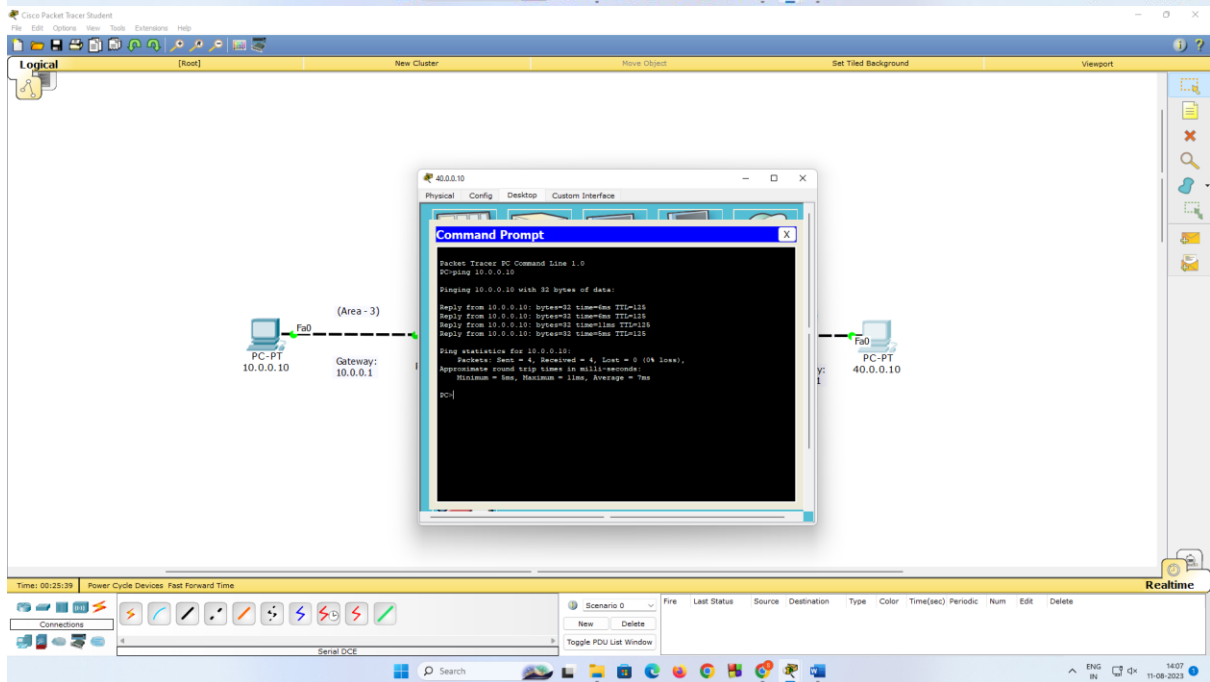 Cisco Packet Tracer Student
File Edit Options View Tools Extensions Help
Logical [Root] New Cluster Move Object Set Tiled Background Viewport
40.0.0.10
Physical Config Desktop Custom Interface
Command Prompt X
Packet Tracer PC Command Line 1.0
PC>ping 10.0.0.10
Pinging 10.0.0.10 with 32 bytes of data:
Reply from 10.0.0.10: bytes=32 time=6ms TTL=125
Reply from 10.0.0.10: bytes=32 time=6ms TTL=125
Reply from 10.0.0.10: bytes=32 time=11ms TTL=125
Reply from 10.0.0.10: bytes=32 time=5ms TTL=125
Ping statistics for 10.0.0.10:
Packets: Sent = 4, Received = 4, Lost = 0 (0% loss),
Approximate round trip times in milli-seconds:
Minimum = 5ms, Maximum = 11ms, Average = 7ms
PC>
(Area - 3)
Fa0
PC-PT
10.0.0.10
Gateway:
10.0.0.1
Fa0
PC-PT
40.0.0.10
y:
1
Time: 00:25:39 Power Cycle Devices Fast Forward Time Realtime
Connections
Serial DCE
Scenario 0
New Delete
Toggle PDU List Window
Fire Last Status Source Destination Type Color Time(sec) Periodic Num Edit Delete
Search
ENG
IN
14:07
11-08-2023